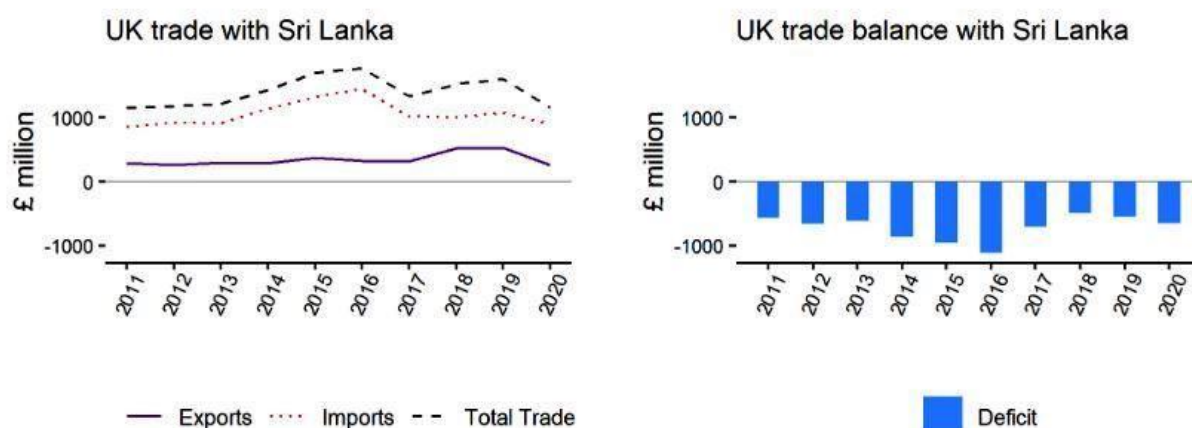 UK trade with Sri Lanka
£ million
1000
0
-1000
2011 2012 2013 2014 2015 2016 2017 2018 2019 2020
Exports Imports Total Trade
UK trade balance with Sri Lanka
£ million
1000
0
-1000
2011 2012 2013 2014 2015 2016 2017 2018 2019 2020
Deficit